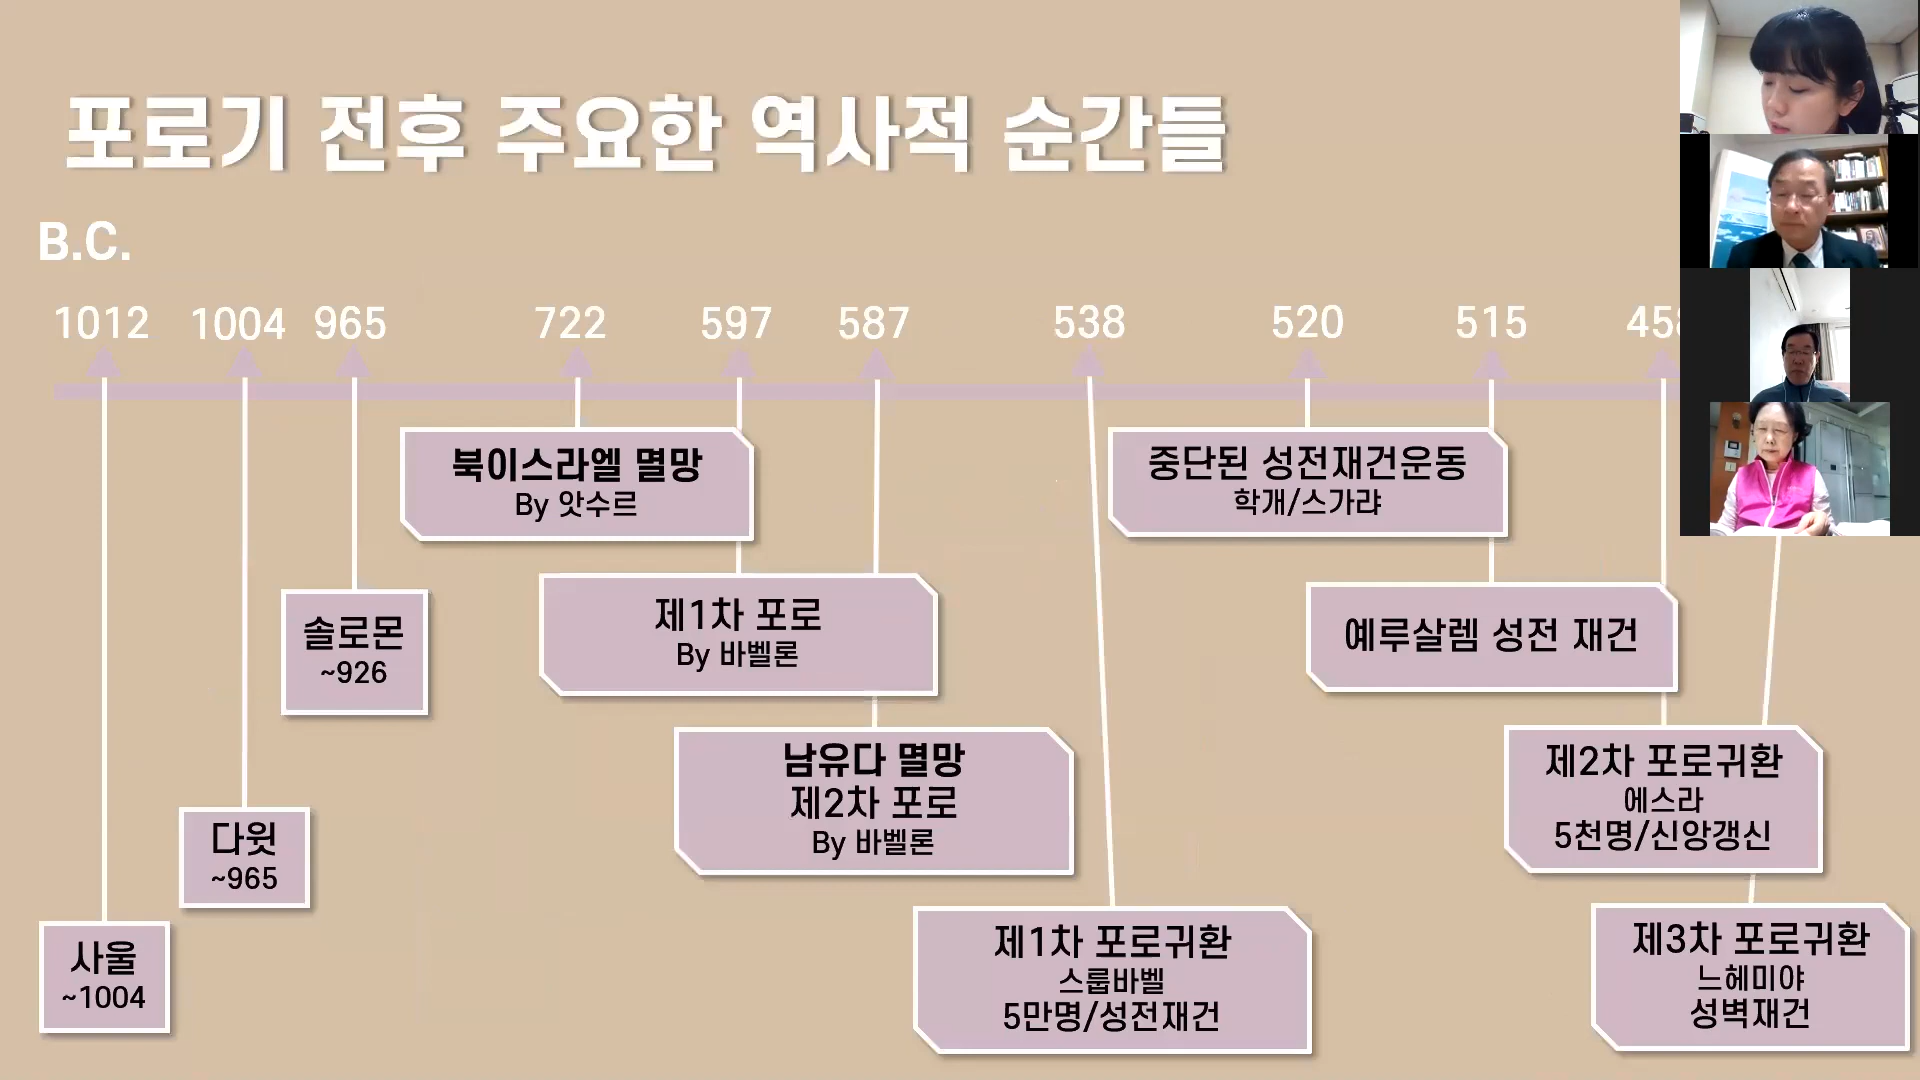 포로기 전후 주요한 역사적 순간들
B.C.
1012 1004 965 722 597 587 538 520 515
북이스라엘 멸망
By 앗수르
중단된 성전재건운동
학개/스가랴
솔로몬
~926
제1차 포로
By 바벨론
예루살렘 성전 재건
남유다 멸망
제2차 포로
By 바벨론
제2차 포로귀환
에스라
5천명/신앙갱신
다윗
~965
사울
~1004
제1차 포로귀환
스룹바벨
5만명/성전재건
제3차 포로귀환
느헤미야
성벽재건